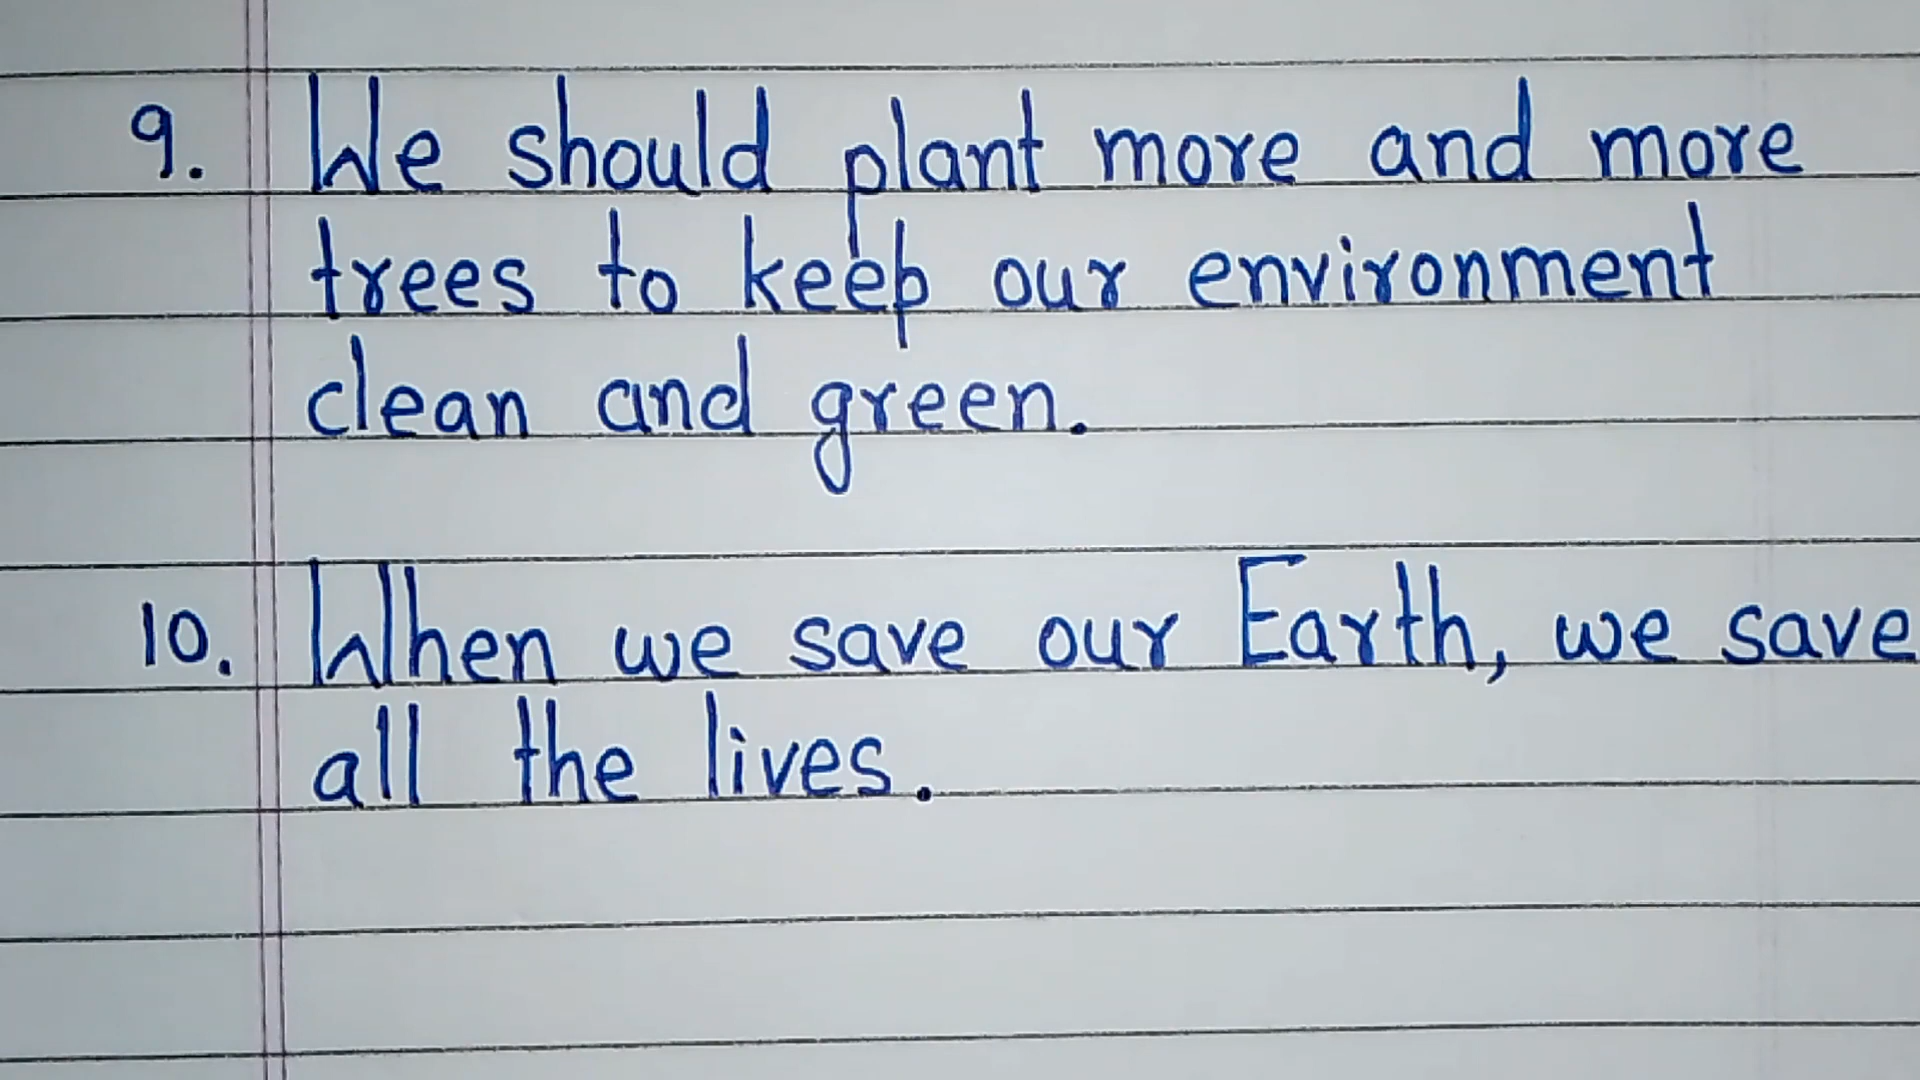 9. We should plant more and more
trees to keep our environment
clean and green.
10. When we save our Earth, we save
all the lives.